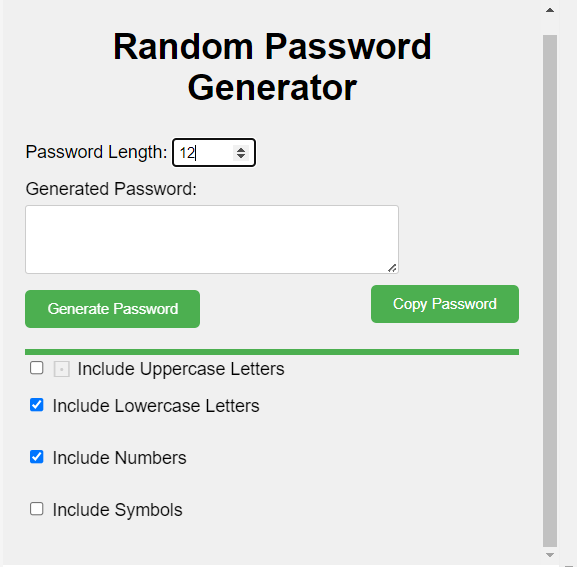 Random Password
Generator
Password Length: 12
Generated Password:
Generate Password
Copy Password
Include Uppercase Letters
Include Lowercase Letters
Include Numbers
Include Symbols